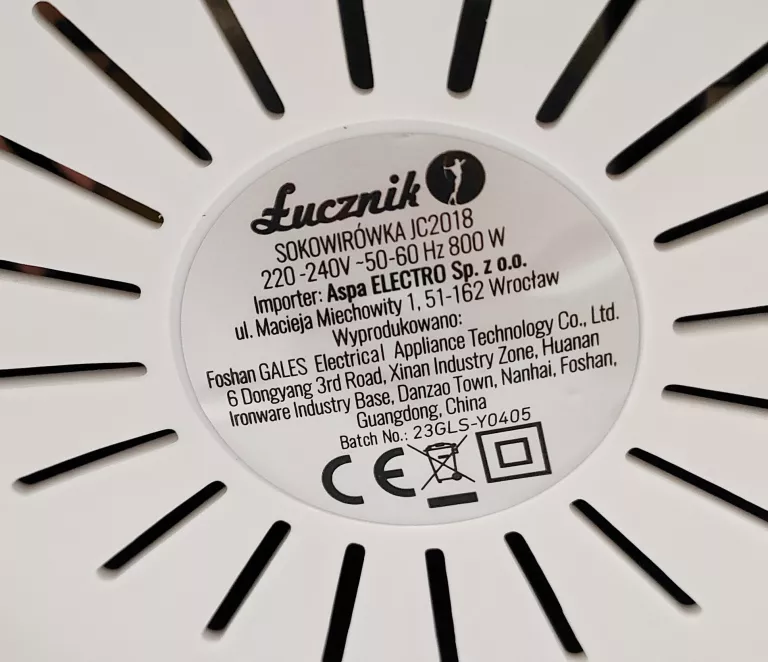 Łucznik
SOKOWIRÓWKA JC2018
220 -240V ~50-60 Hz 800 W
Importer: Aspa ELECTRO Sp. z o.o.
ul. Macieja Miechowity 1, 51-162 Wrocław
Wyprodukowano:
Foshan GALES Electrical Appliance Technology Co., Ltd.
6 Dongyang 3rd Road, Xinan Industry Zone, Huanan
Ironware Industry Base, Danzao Town, Nanhai, Foshan,
Guangdong, China
Batch No.: 23GLS-Y0405
CE